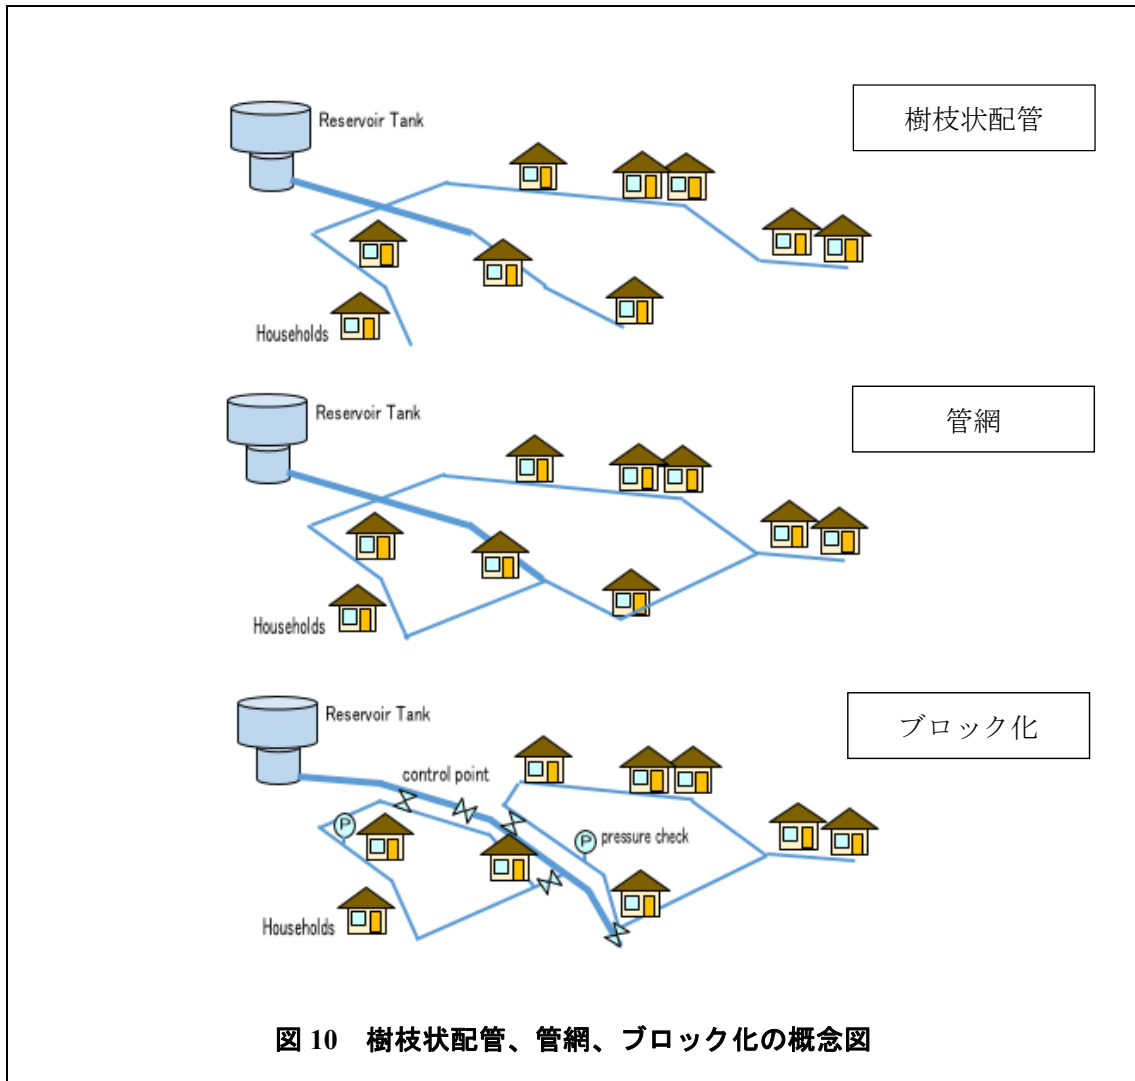 樹枝状配管
Reservoir Tank
Households
管網
Reservoir Tank
Households
ブロック化
Reservoir Tank
control point
P
P
pressure check
Households
図 10 樹枝状配管、管網、ブロック化の概念図